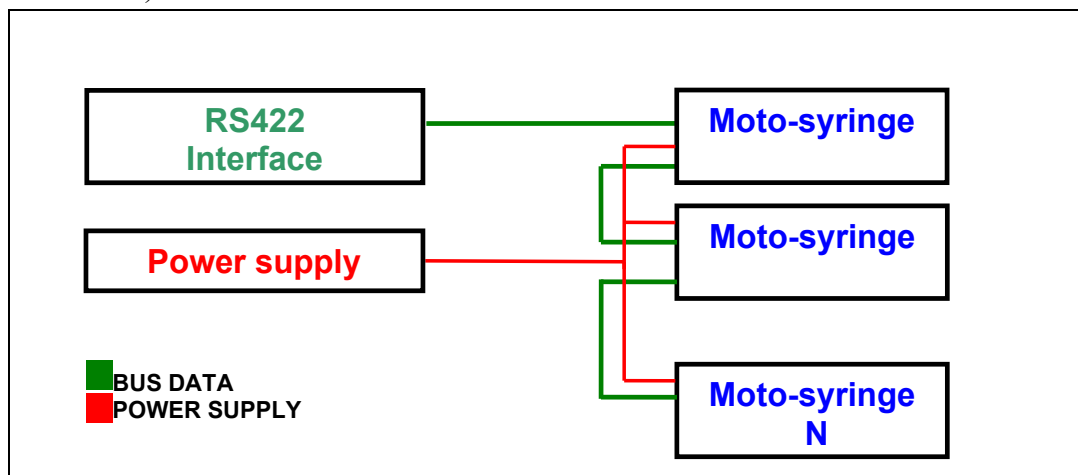 RS422
Interface
Moto-syringe
Power supply
Moto-syringe
Moto-syringe
N
BUS DATA
POWER SUPPLY